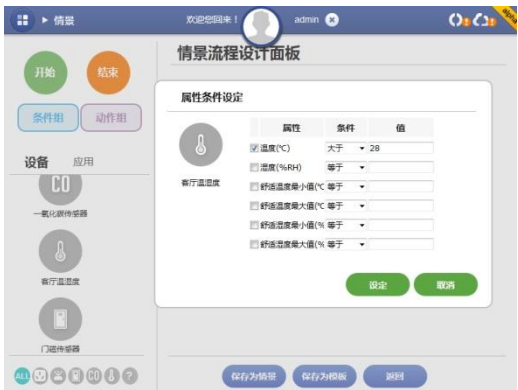 情景
欢迎您回来！
admin
alpha
开始
结束
条件组
动作组
设备
应用
CO
一氧化碳传感器
客厅温湿度
门磁传感器
ALL
CO
?
情景流程设计面板
属性条件设定
客厅温湿度
属性 条件 值
温度(℃) 大于 28
湿度(%RH) 等于
舒适温度最小值(℃ 等于
舒适温度最大值(℃ 等于
舒适湿度最小值(% 等于
舒适湿度最大值(% 等于
设定
取消
保存为情景
保存为模板
返回